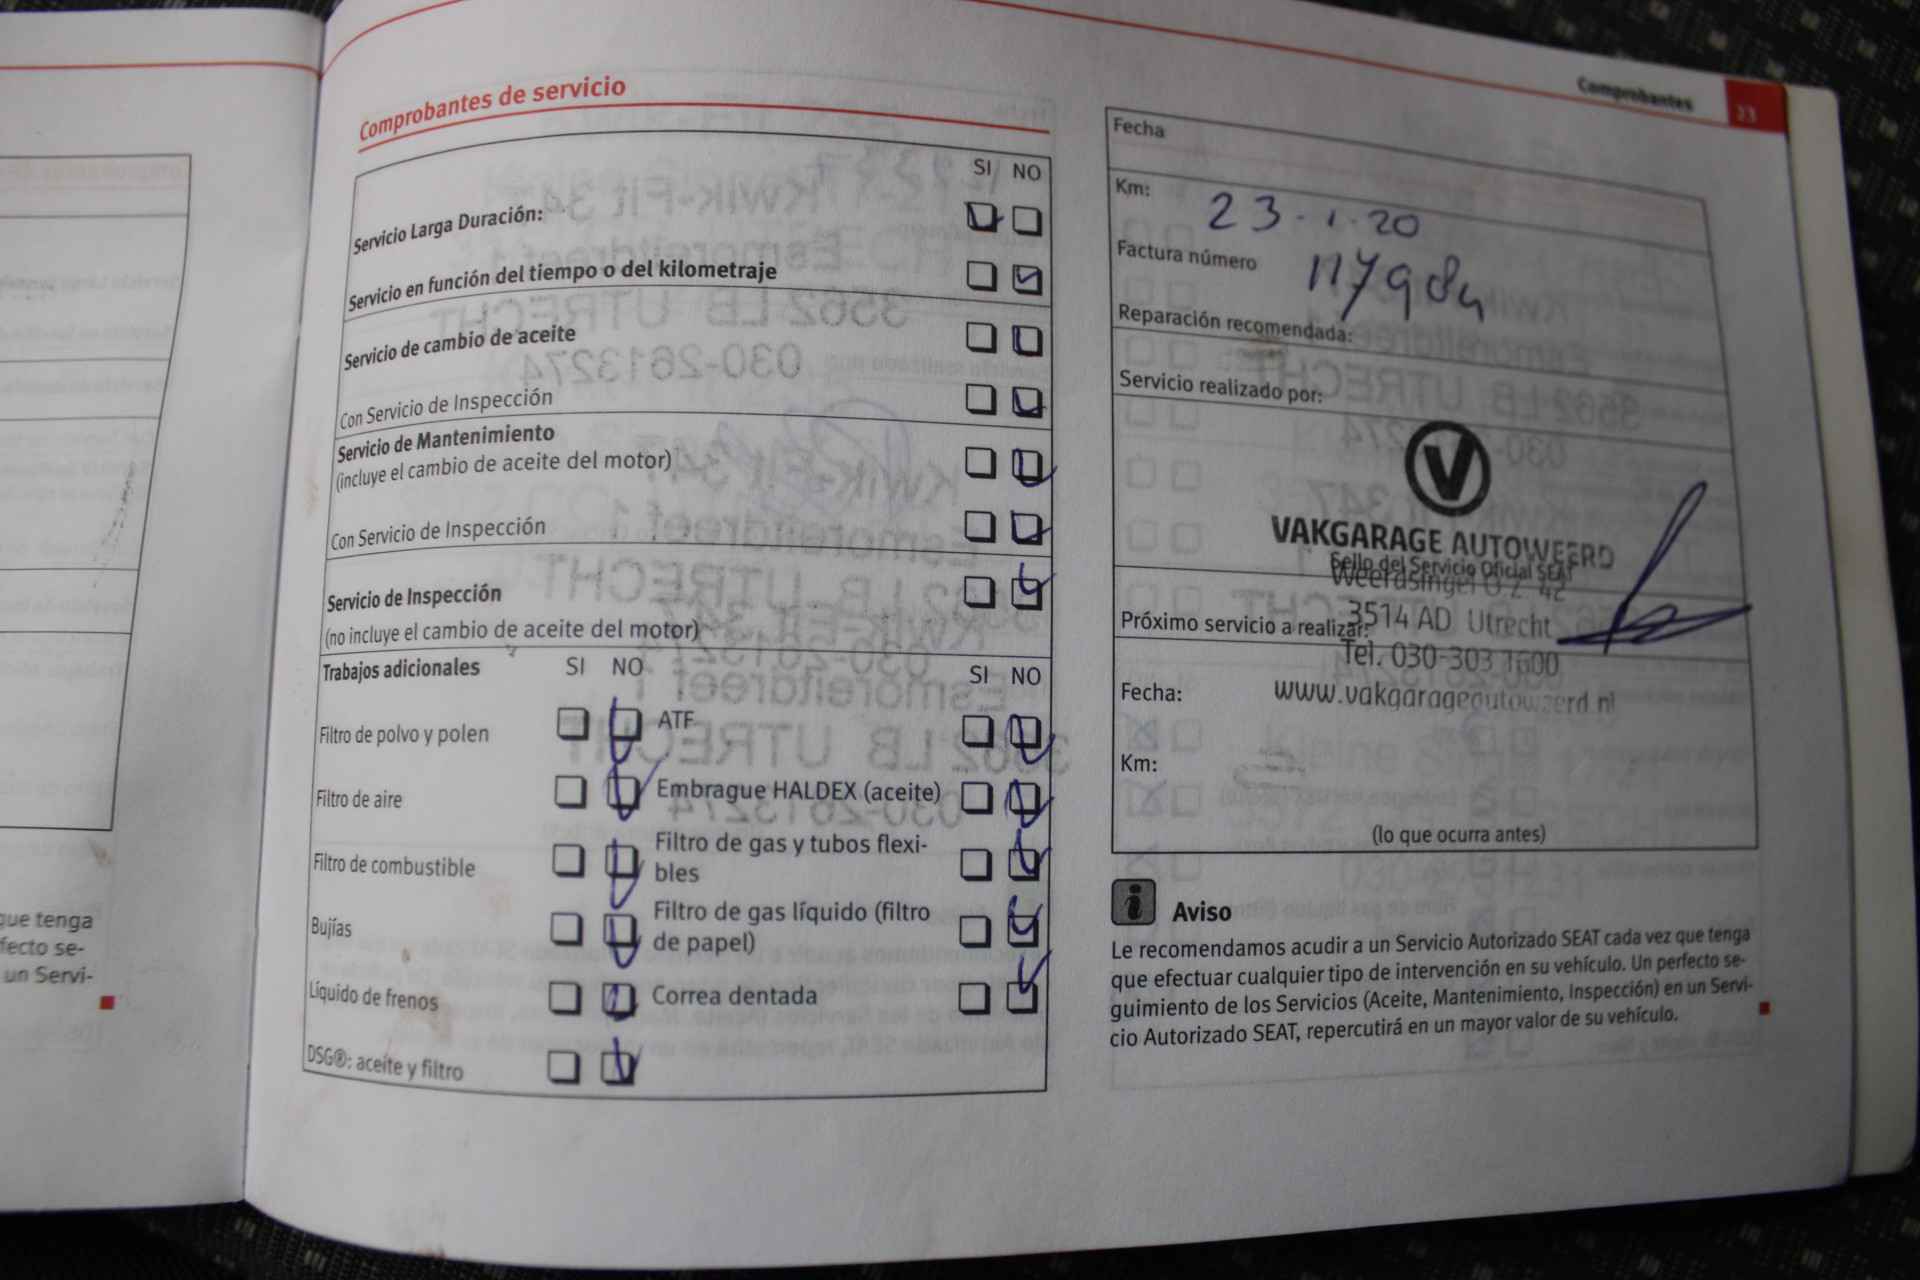 Comprobantes 23
Comprobantes de servicio
SI NO
Servicio Larga Duración:
Servicio en función del tiempo o del kilometraje
Servicio de cambio de aceite
Con Servicio de Inspección
Servicio de Mantenimiento
(incluye el cambio de aceite del motor)
Con Servicio de Inspección
Servicio de Inspección
(no incluye el cambio de aceite del motor)
Trabajos adicionales SI NO SI NO
Filtro de polvo y polen
ATF
Filtro de aire
Embrague HALDEX (aceite)
Filtro de combustible
Filtro de gas y tubos flexi-
bles
Bujías
Filtro de gas líquido (filtro
de papel)
Líquido de frenos
Correa dentada
DSG®: aceite y filtro
Fecha
Km:
23-1-20
Factura número
Reparación recomendada:
Servicio realizado por:
V
VAKGARAGE AUTOWEERD
Sello del Servicio Oficial SEAT
Weerdsingel O.Z. 42
3514 AD Utrecht
Próximo servicio a realizar:
Tel. 030-303 1600
Fecha:
www.vakgarageautoweerd.nl
Km:
(lo que ocurra antes)
Aviso
Le recomendamos acudir a un Servicio Autorizado SEAT cada vez que tenga
que efectuar cualquier tipo de intervención en su vehículo. Un perfecto se-
guimiento de los Servicios (Aceite, Mantenimiento, Inspección) en un Servi-
cio Autorizado SEAT, repercutirá en un mayor valor de su vehículo.
que tenga
fecto se-
un Servi-